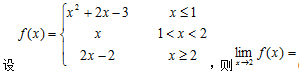 设 f(x) = { x² + 2x − 3    x ≤ 1
x    1 < x < 2
2x − 2    x ≥ 2 , 则 lim_{x→2} f(x) =